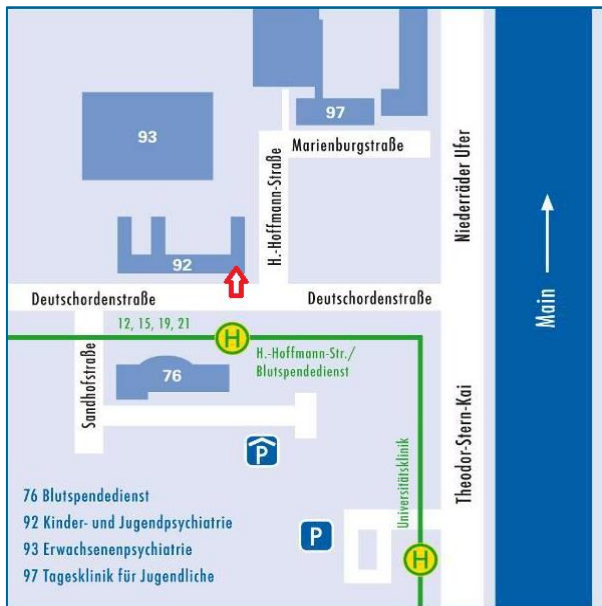 97
93
Marienburgstraße
H.-Hoffmann-Straße
Niederräder Ufer
92
Main
Deutschordenstraße
Deutschordenstraße
12, 15, 19, 21
H
H.-Hoffmann-Str./
Blutspendedienst
76
Sandhofstraße
Theodor-Stern-Kai
P
Universitätsklinik
76 Blutspendedienst
92 Kinder- und Jugendpsychiatrie
93 Erwachsenenpsychiatrie
97 Tagesklinik für Jugendliche
P
H